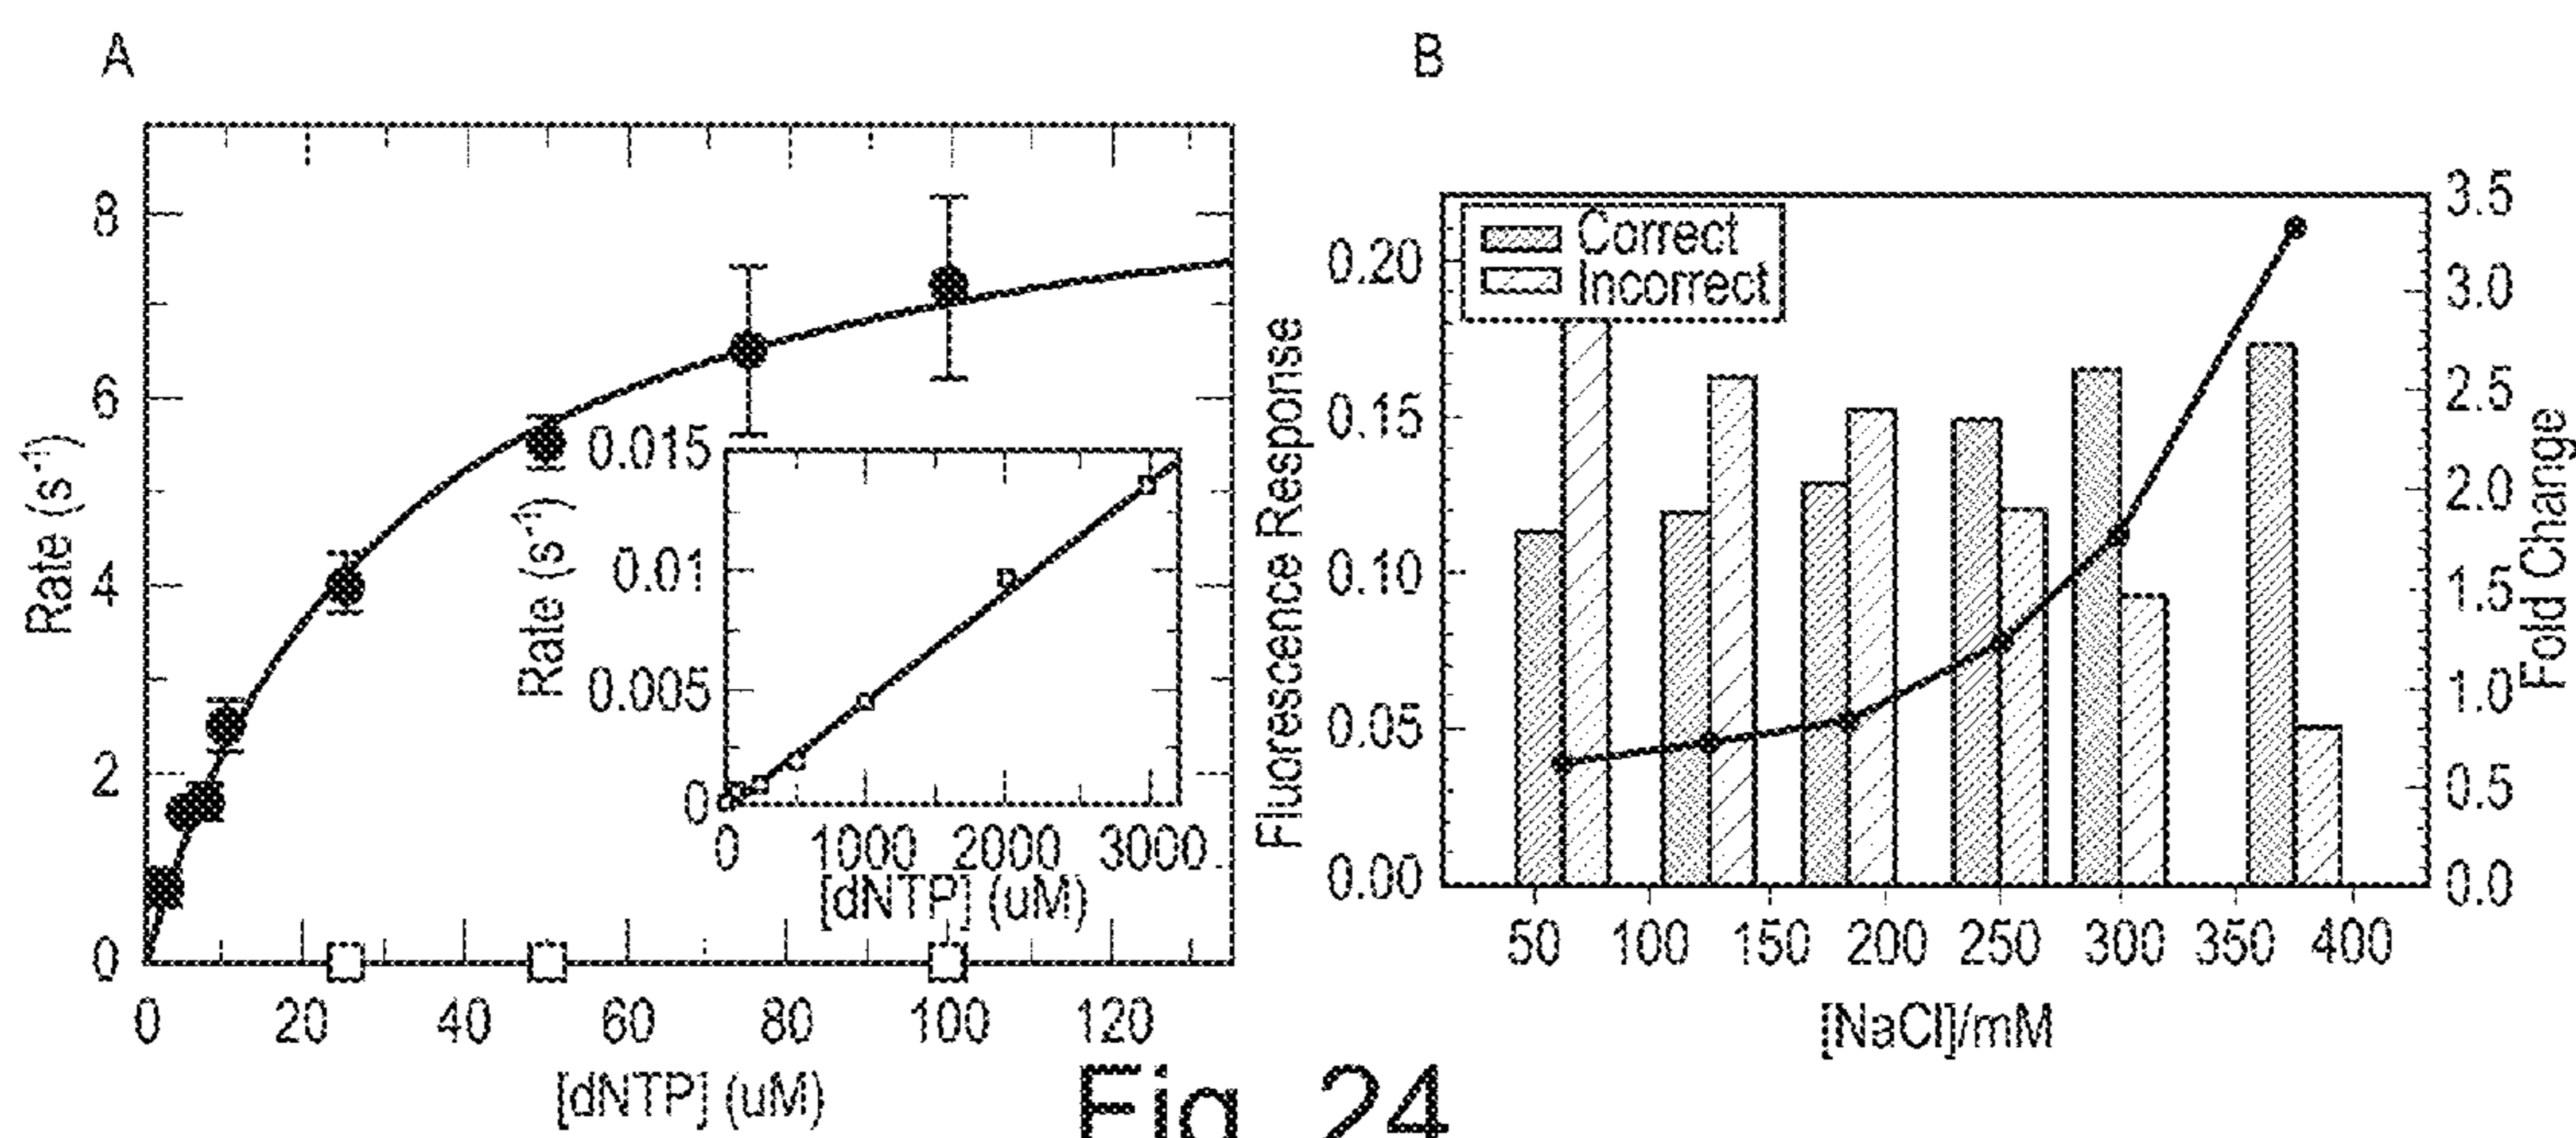 A
Rate (s⁻¹)
8
6
4
2
0
0 20 40 60 80 100 120
[dNTP] (uM)
Rate (s⁻¹)
0.015
0.01
0.005
0
0 1000 2000 3000
[dNTP] (uM)
B
Correct
Incorrect
Fluorescence Response
0.20
0.15
0.10
0.05
0.00
3.5
3.0
2.5
2.0
1.5
1.0
0.5
0.0
Fold Change
50 100 150 200 250 300 350 400
[NaCl]/mM
Fig. 24